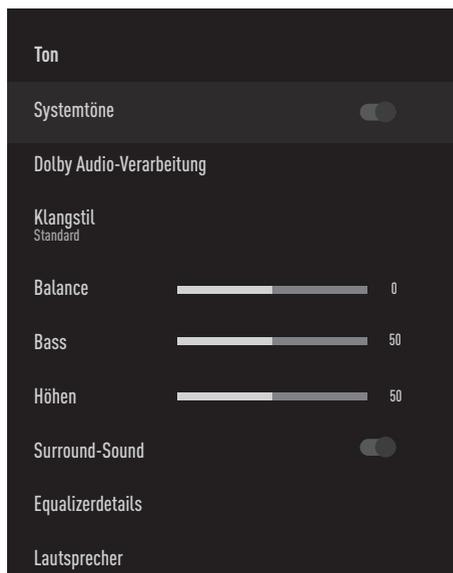 Ton
Systemtöne
Dolby Audio-Verarbeitung
Klangstil
Standard
Balance 0
Bass 50
Höhen 50
Surround-Sound
Equalizerdetails
Lautsprecher